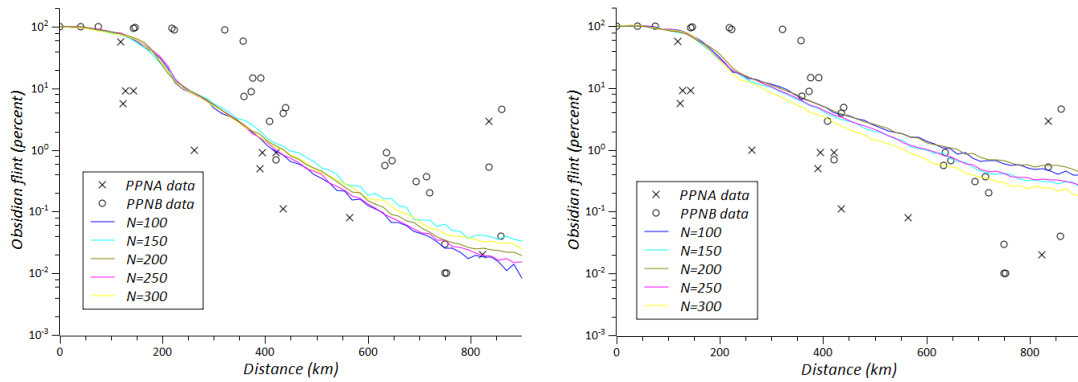 10²
10¹
10⁰
10⁻¹
10⁻²
10⁻³
Obsidian flint (percent)
PPNA data
PPNB data
N=100
N=150
N=200
N=250
N=300
0 200 400 600 800
Distance (km)
10²
10¹
10⁰
10⁻¹
10⁻²
10⁻³
Obsidian flint (percent)
PPNA data
PPNB data
N=100
N=150
N=200
N=250
N=300
0 200 400 600 800
Distance (km)